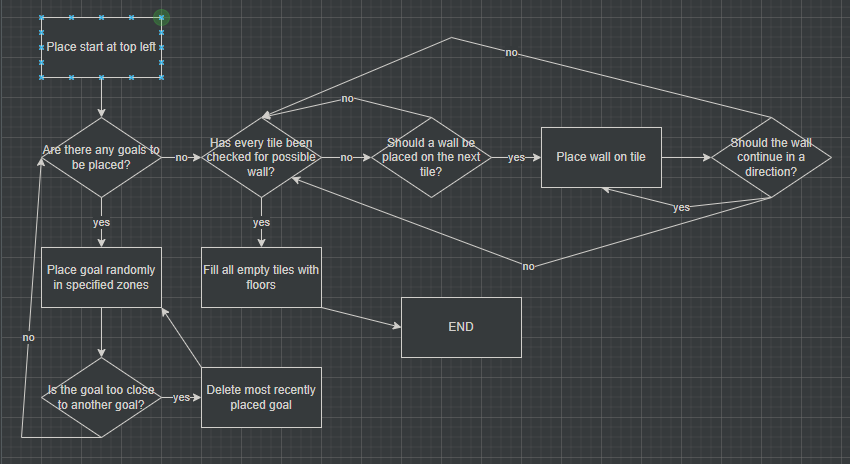 Place start at top left
no
no
Are there any goals to
be placed?
no
Has every tile been
checked for possible
wall?
no
Should a wall be
placed on the next
tile?
yes
Place wall on tile
Should the wall
continue in a
direction?
yes
yes
yes
no
Place goal randomly
in specified zones
Fill all empty tiles with
floors
END
no
Is the goal too close
to another goal?
yes
Delete most recently
placed goal